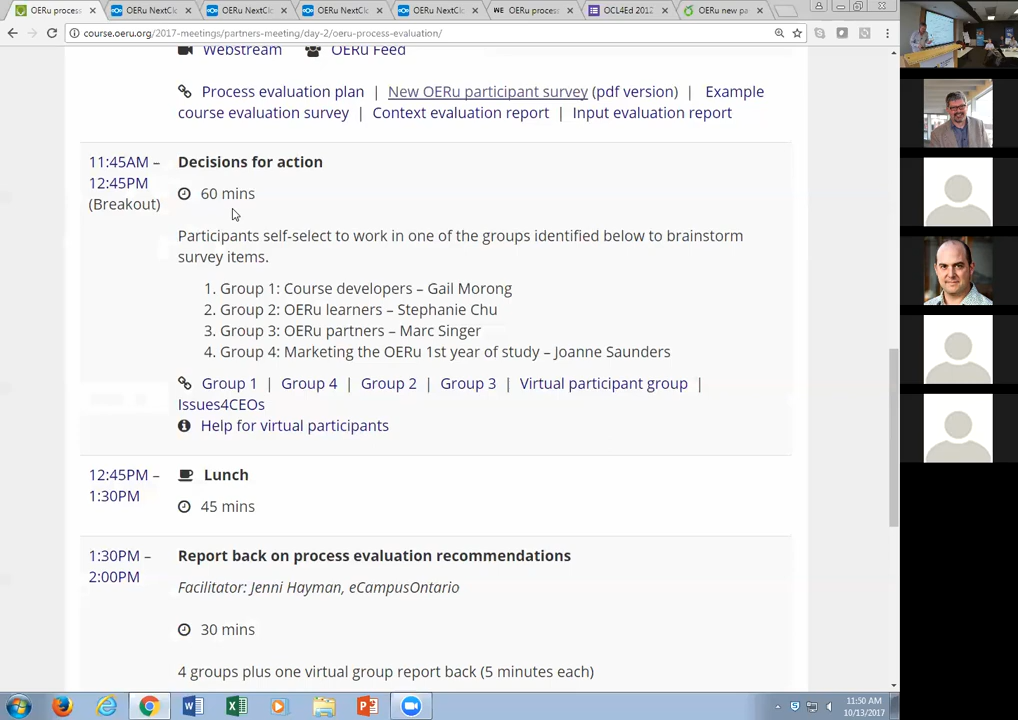 OERu proces
OERu NextClo
OERu NextClo
OERu NextClo
OERu NextClo
WE OERu process
OCL4Ed 2012
OERu new pa
course.oeru.org/2017-meetings/partners-meeting/day-2/oeru-process-evaluation/
Webstream OERu Feed
Process evaluation plan | New OERu participant survey (pdf version) | Example
course evaluation survey | Context evaluation report | Input evaluation report
11:45AM –
12:45PM
(Breakout)
Decisions for action
60 mins
Participants self-select to work in one of the groups identified below to brainstorm
survey items.
1. Group 1: Course developers – Gail Morong
2. Group 2: OERu learners – Stephanie Chu
3. Group 3: OERu partners – Marc Singer
4. Group 4: Marketing the OERu 1st year of study – Joanne Saunders
Group 1 | Group 4 | Group 2 | Group 3 | Virtual participant group |
Issues4CEOs
Help for virtual participants
12:45PM –
1:30PM
Lunch
45 mins
1:30PM –
2:00PM
Report back on process evaluation recommendations
Facilitator: Jenni Hayman, eCampusOntario
30 mins
4 groups plus one virtual group report back (5 minutes each)
11:50 AM
10/13/2017